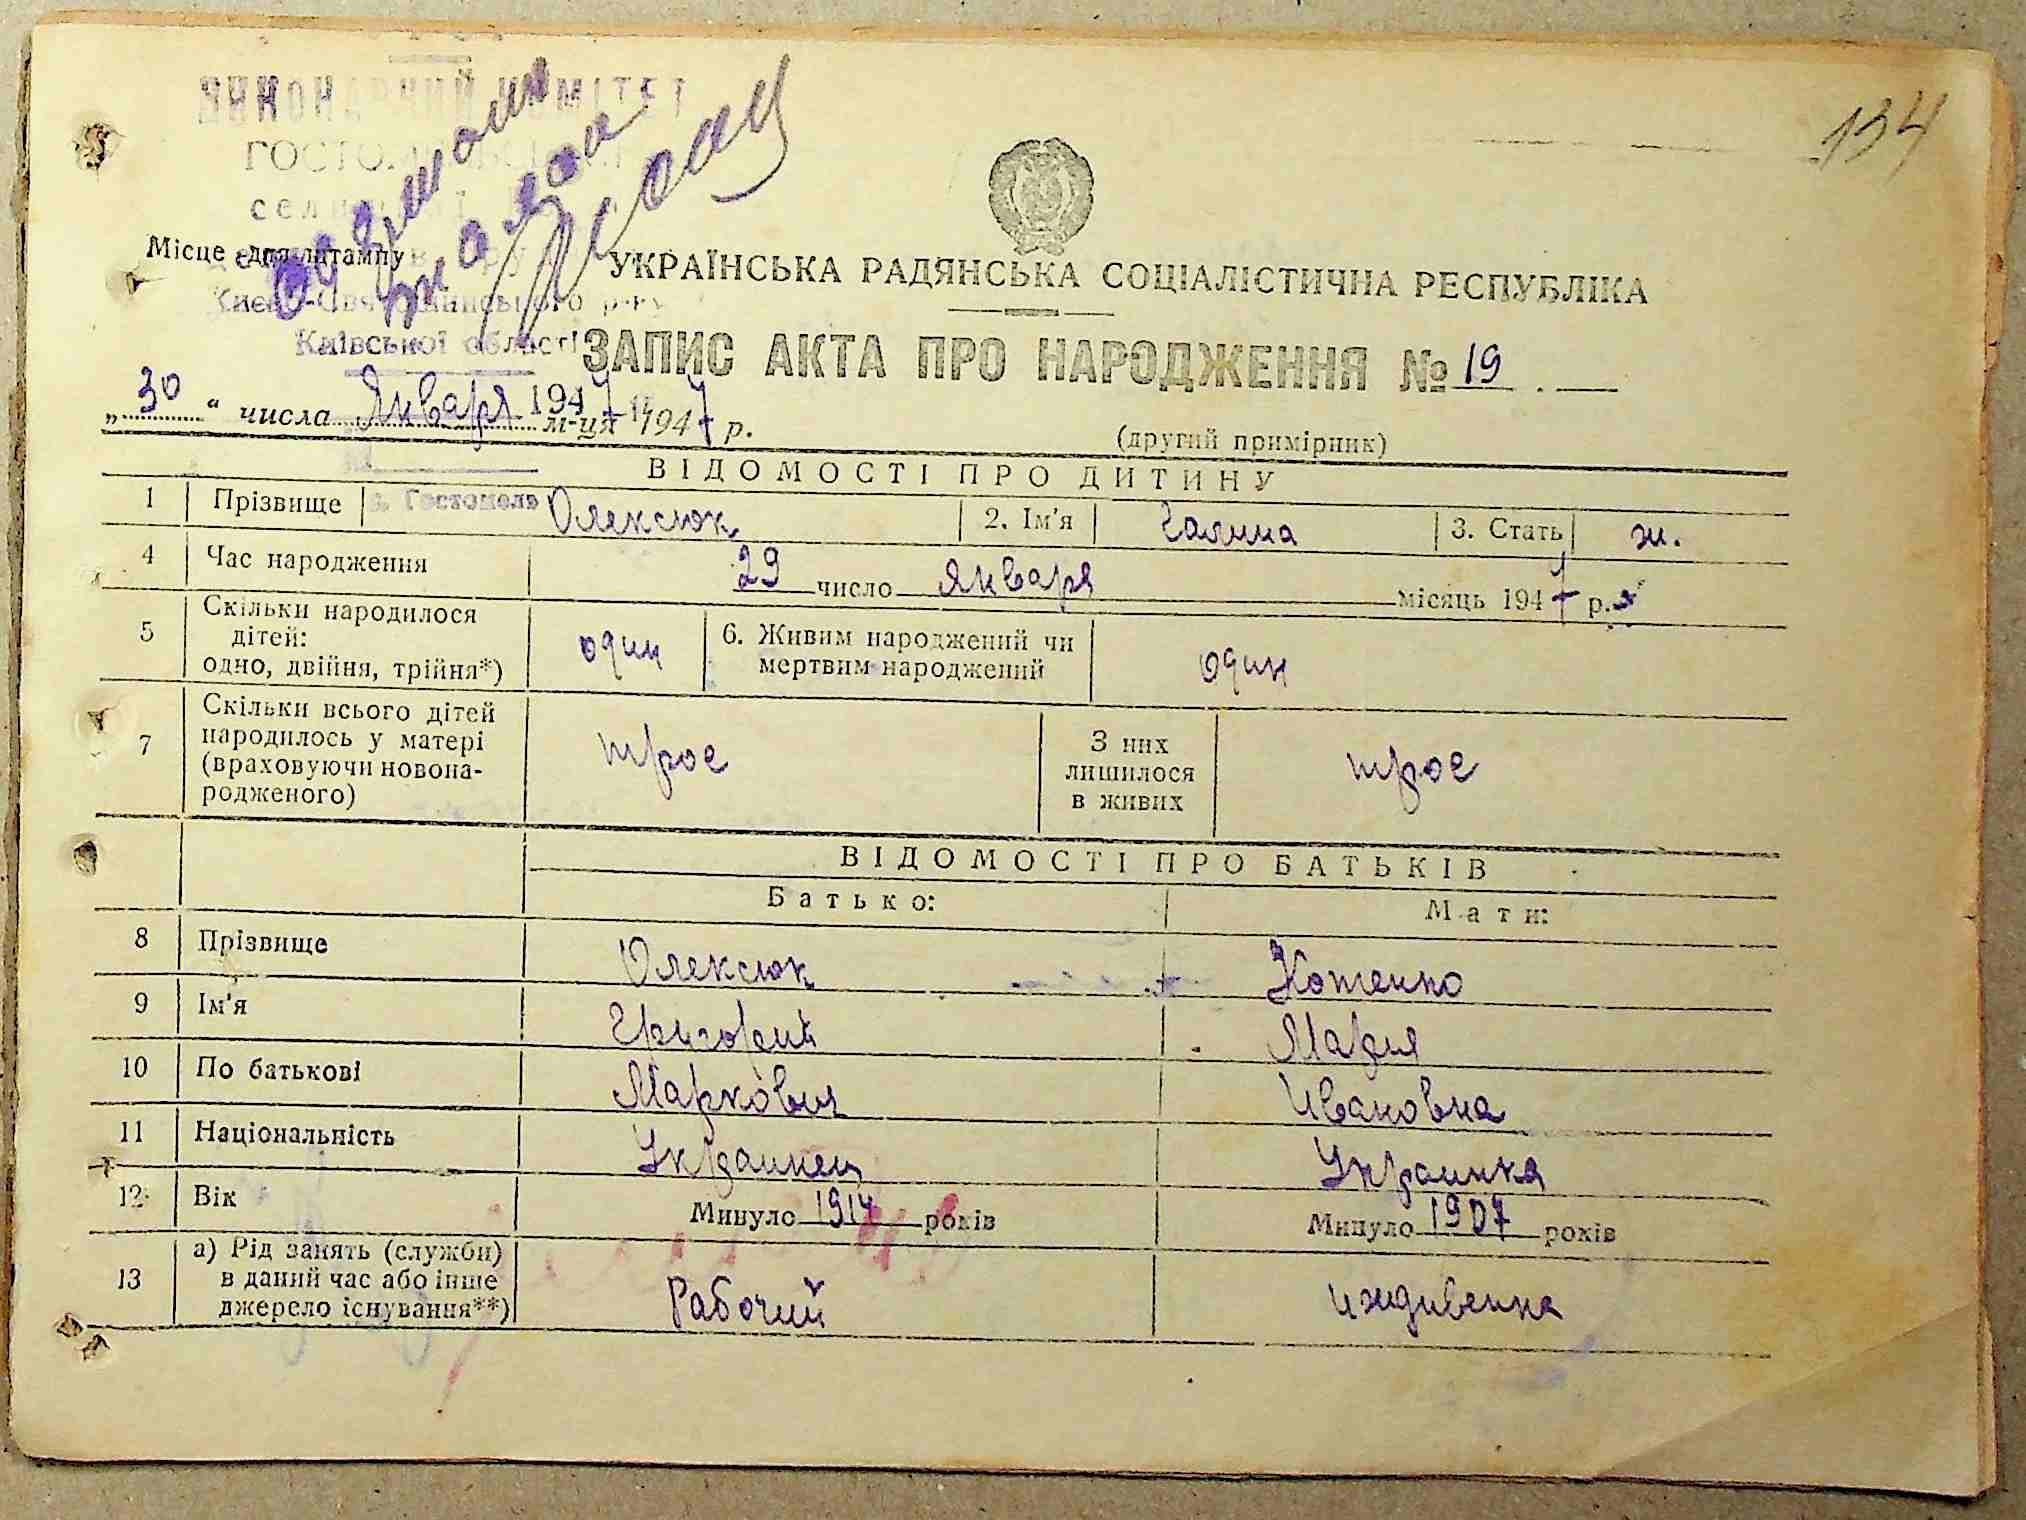 134
ВИКОНАВЧИЙ КОМІТЕТ
Місце для штампу
Києво-Святошинського р-ну
Київської області
УКРАЇНСЬКА РАДЯНСЬКА СОЦІАЛІСТИЧНА РЕСПУБЛІКА
ЗАПИС АКТА ПРО НАРОДЖЕННЯ № 19
„30“ числа Января 1947 м-ця 1947 р.
(другий примірник)
ВІДОМОСТІ ПРО ДИТИНУ
с. Гостомель
1 Прізвище Олексюк 2. Ім'я Галина 3. Стать ж.
4 Час народження 29 число Января місяць 1947 р.
5 Скільки народилося дітей: одно, двійня, трійня*) один 6. Живим народжений чи мертвим народжений один
7 Скільки всього дітей народилось у матері (враховуючи новонародженого) трое З них лишилося в живих трое
ВІДОМОСТІ ПРО БАТЬКІВ
Батько: Мати:
8 Прізвище Олексюк Котенко
9 Ім'я Григорий Мария
10 По батькові Маркович Ивановна
11 Національність Украинец Украинка
12 Вік Минуло 1914 років Минуло 1907 років
13 а) Рід занять (служби) в даний час або інше джерело існування**) Рабочий иждивенка